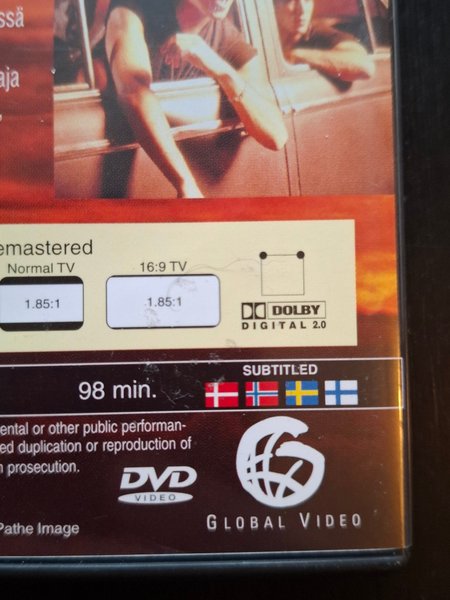 ssä
aja
emastered
Normal TV
16:9 TV
1.85:1
1.85:1
DOLBY
DIGITAL 2.0
SUBTITLED
98 min.
ental or other public performan-
ed duplication or reproduction of
n prosecution.
DVD
VIDEO
GLOBAL VIDEO
Pathe Image